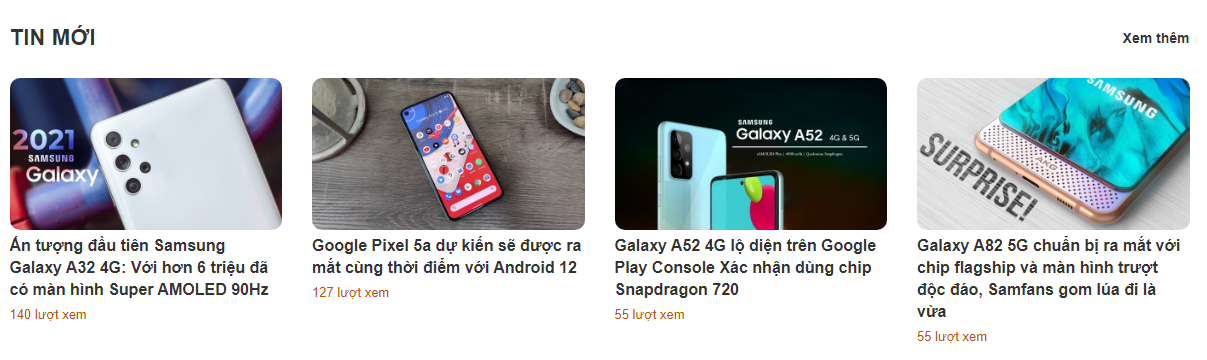 TIN MỚI
Xem thêm
2021
SAMSUNG
Galaxy
SAMSUNG
Galaxy A52 4G & 5G
SAMSUNG
SURPRISE!
Ấn tượng đầu tiên Samsung
Galaxy A32 4G: Với hơn 6 triệu đã
có màn hình Super AMOLED 90Hz
140 lượt xem
Google Pixel 5a dự kiến sẽ được ra
mắt cùng thời điểm với Android 12
127 lượt xem
Galaxy A52 4G lộ diện trên Google
Play Console Xác nhận dùng chip
Snapdragon 720
55 lượt xem
Galaxy A82 5G chuẩn bị ra mắt với
chip flagship và màn hình trượt
độc đáo, Samfans gom lúa đi là
vừa
55 lượt xem